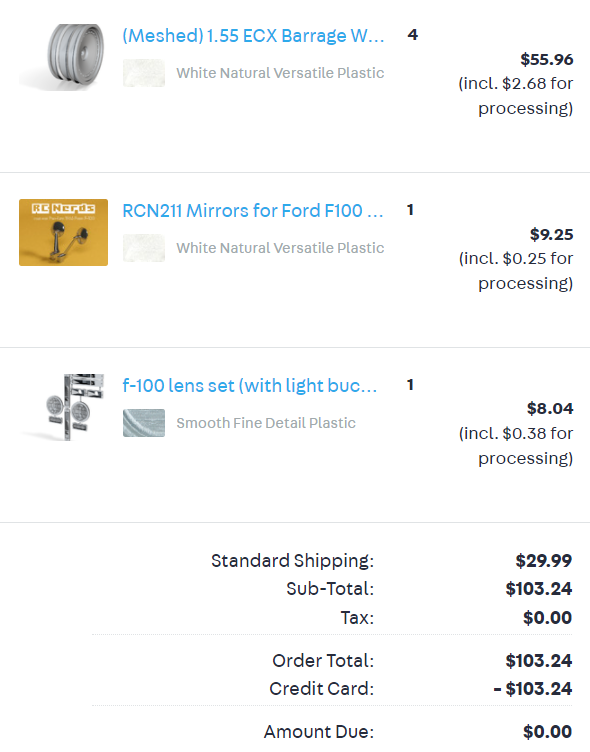 (Meshed) 1.55 ECX Barrage W... 4
$55.96
White Natural Versatile Plastic
(incl. $2.68 for
processing)
RC Nerds
RCN211 Mirrors for Ford F100 ... 1
$9.25
White Natural Versatile Plastic
(incl. $0.25 for
processing)
f-100 lens set (with light buc... 1
$8.04
Smooth Fine Detail Plastic
(incl. $0.38 for
processing)
Standard Shipping: $29.99
Sub-Total: $103.24
Tax: $0.00
Order Total: $103.24
Credit Card: - $103.24
Amount Due: $0.00